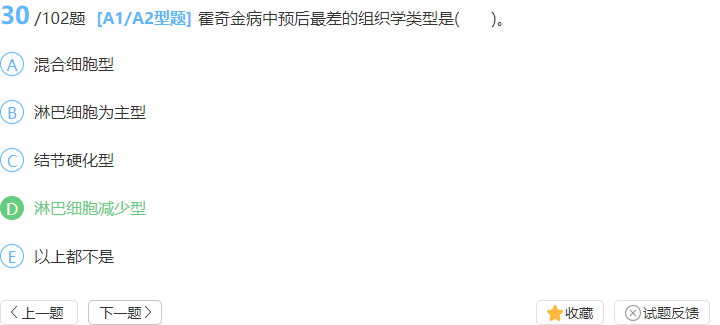 30 /102题 [A1/A2型题] 霍奇金病中预后最差的组织学类型是( )。
A 混合细胞型
B 淋巴细胞为主型
C 结节硬化型
D 淋巴细胞减少型
E 以上都不是
上一题 下一题 收藏 试题反馈